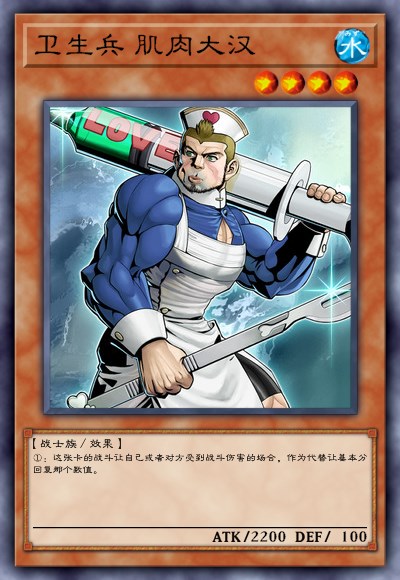 卫生兵 肌肉大汉
水
LOVE
【战士族／效果】
①：这张卡的战斗让自己或者对方受到战斗伤害的场合，作为代替让基本分
回复那个数值。
ATK/2200 DEF/ 100